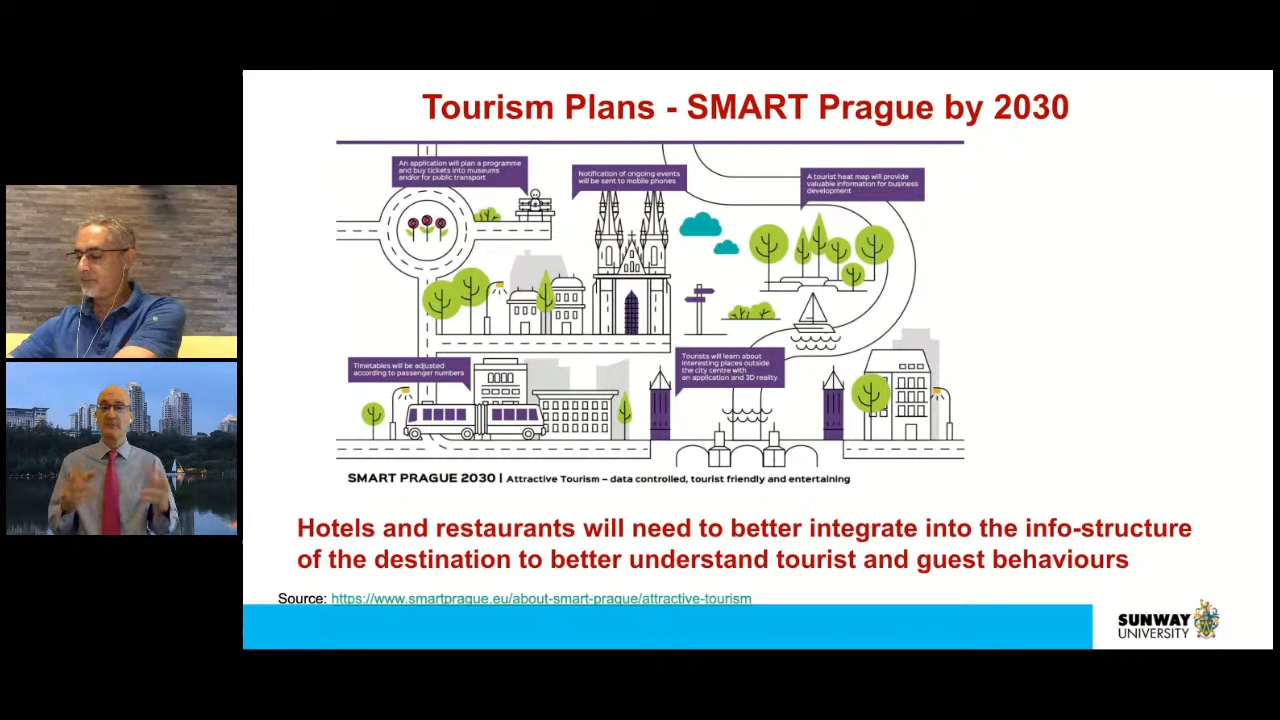 Tourism Plans - SMART Prague by 2030
An application will plan a programme
and buy tickets into museums
and/or for public transport
Notification of ongoing events
will be sent to mobile phones
A tourist heat map will provide
valuable information for business
development
Timetables will be adjusted
according to passenger numbers
Tourists will learn about
interesting places outside
the city centre with
an application and 3D reality
SMART PRAGUE 2030 | Attractive Tourism – data controlled, tourist friendly and entertaining
Hotels and restaurants will need to better integrate into the info-structure
of the destination to better understand tourist and guest behaviours
Source: https://www.smartprague.eu/about-smart-prague/attractive-tourism
SUNWAY
UNIVERSITY